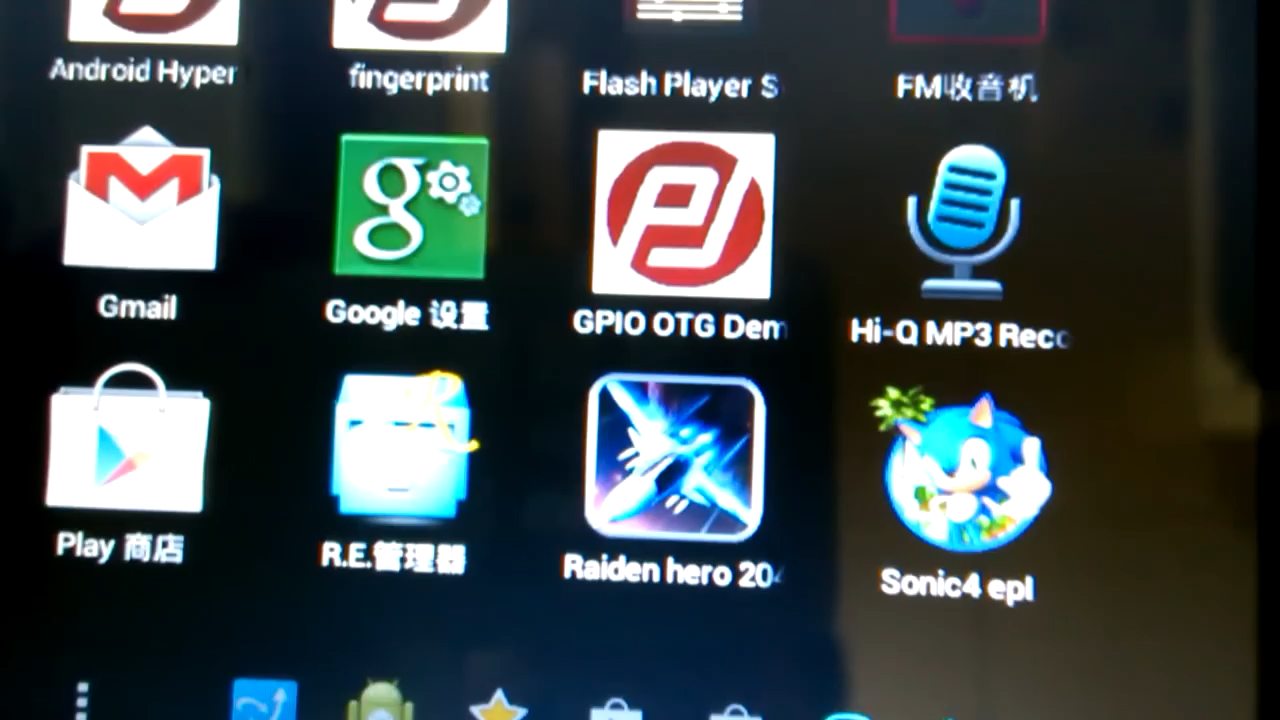 Android Hyper
fingerprint
Flash Player S
FM收音机
Gmail
Google 设置
GPIO OTG Dem
Hi-Q MP3 Reco
Play 商店
R.E.管理器
Raiden hero 204
Sonic4 epI